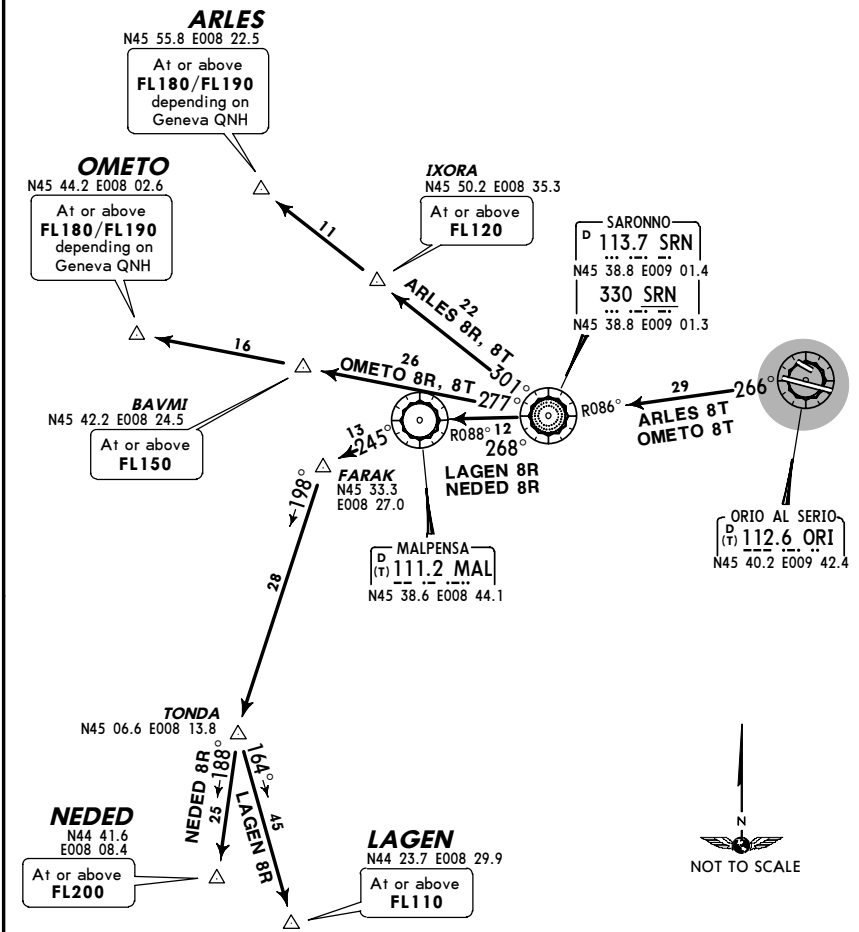 ARLES
N45 55.8 E008 22.5
At or above
FL180/FL190
depending on
Geneva QNH
OMETO
N45 44.2 E008 02.6
At or above
FL180/FL190
depending on
Geneva QNH
IXORA
N45 50.2 E008 35.3
At or above
FL120
11
SARONNO
D 113.7 SRN
N45 38.8 E009 01.4
330 SRN
N45 38.8 E009 01.3
22
ARLES 8R, 8T
301°
16
26
OMETO 8R, 8T
277°
BAVMI
N45 42.2 E008 24.5
At or above
FL150
29
266°
R086°
ARLES 8T
OMETO 8T
13
245°
R088°
12
268°
LAGEN 8R
NEDED 8R
FARAK
N45 33.3
E008 27.0
198°
ORIO AL SERIO
D
(T) 112.6 ORI
N45 40.2 E009 42.4
MALPENSA
D
(T) 111.2 MAL
N45 38.6 E008 44.1
28
TONDA
N45 06.6 E008 13.8
NEDED 8R
188°
25
164°
45
LAGEN 8R
NEDED
N44 41.6
E008 08.4
At or above
FL200
LAGEN
N44 23.7 E008 29.9
At or above
FL110
N
NOT TO SCALE